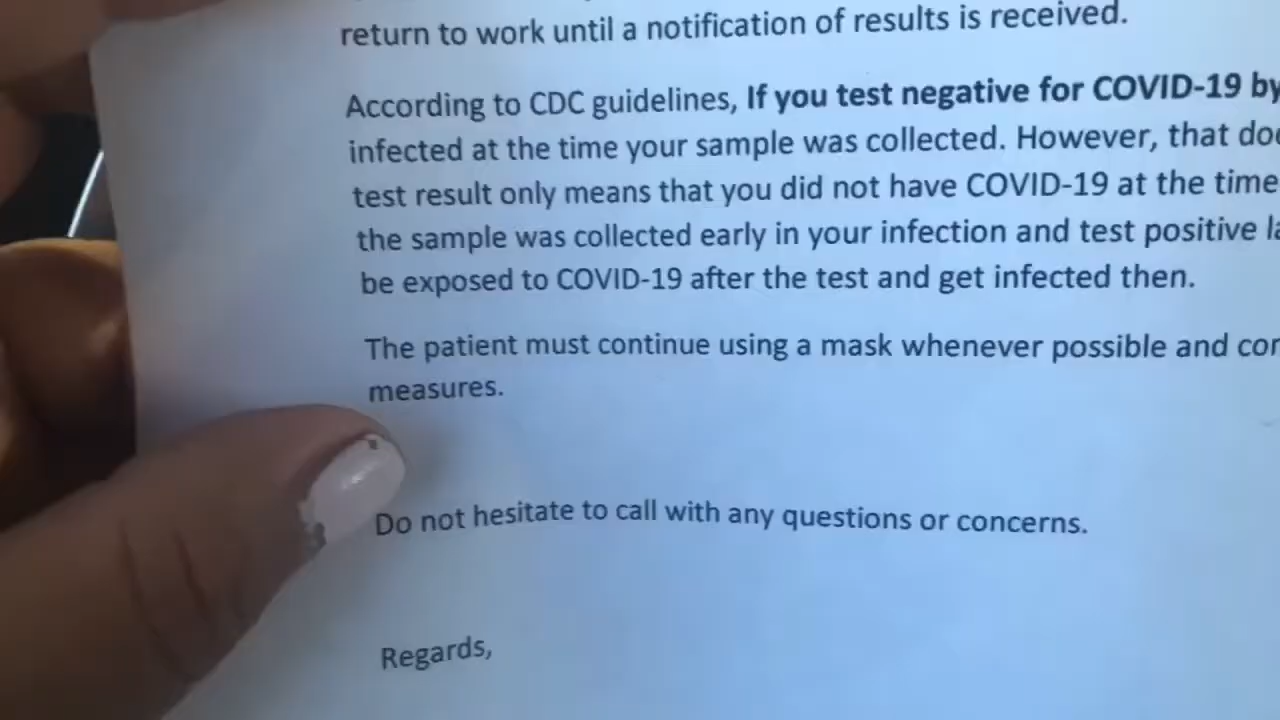 return to work until a notification of results is received.
According to CDC guidelines, If you test negative for COVID-19 by
infected at the time your sample was collected. However, that
test result only means that you did not have COVID-19 at the time
the sample was collected early in your infection and test positive
be exposed to COVID-19 after the test and get infected then.
The patient must continue using a mask whenever possible and
measures.
Do not hesitate to call with any questions or concerns.
Regards,